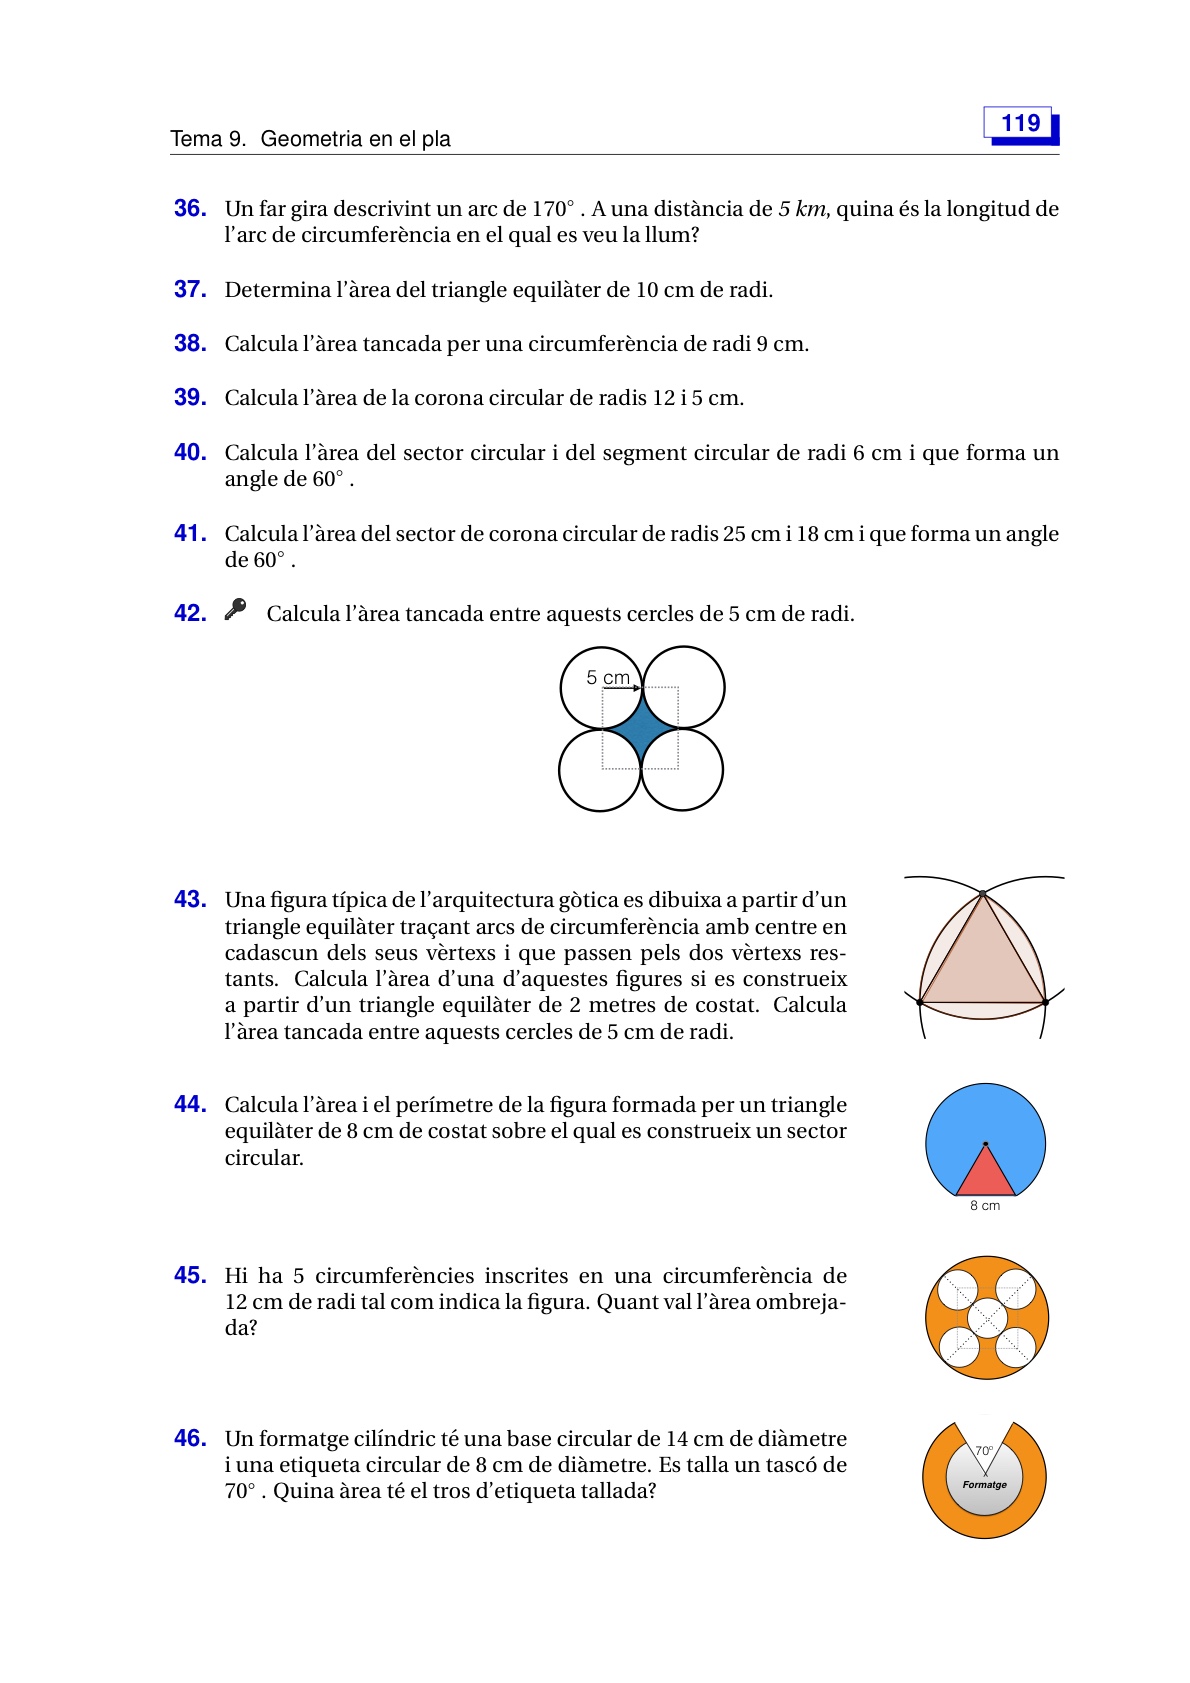 Tema 9. Geometria en el pla
119
36. Un far gira descrivint un arc de 170° . A una distància de 5 km, quina és la longitud de
l’arc de circumferència en el qual es veu la llum?
37. Determina l’àrea del triangle equilàter de 10 cm de radi.
38. Calcula l’àrea tancada per una circumferència de radi 9 cm.
39. Calcula l’àrea de la corona circular de radis 12 i 5 cm.
40. Calcula l’àrea del sector circular i del segment circular de radi 6 cm i que forma un
angle de 60° .
41. Calcula l’àrea del sector de corona circular de radis 25 cm i 18 cm i que forma un angle
de 60° .
42. Calcula l’àrea tancada entre aquests cercles de 5 cm de radi.
5 cm
43. Una figura típica de l’arquitectura gòtica es dibuixa a partir d’un
triangle equilàter traçant arcs de circumferència amb centre en
cadascun dels seus vèrtexs i que passen pels dos vèrtexs res-
tants. Calcula l’àrea d’una d’aquestes figures si es construeix
a partir d’un triangle equilàter de 2 metres de costat. Calcula
l’àrea tancada entre aquests cercles de 5 cm de radi.
44. Calcula l’àrea i el perímetre de la figura formada per un triangle
equilàter de 8 cm de costat sobre el qual es construeix un sector
circular.
8 cm
45. Hi ha 5 circumferències inscrites en una circumferència de
12 cm de radi tal com indica la figura. Quant val l’àrea ombreja-
da?
46. Un formatge cilíndric té una base circular de 14 cm de diàmetre
i una etiqueta circular de 8 cm de diàmetre. Es talla un tascó de
70° . Quina àrea té el tros d’etiqueta tallada?
70º
Formatge